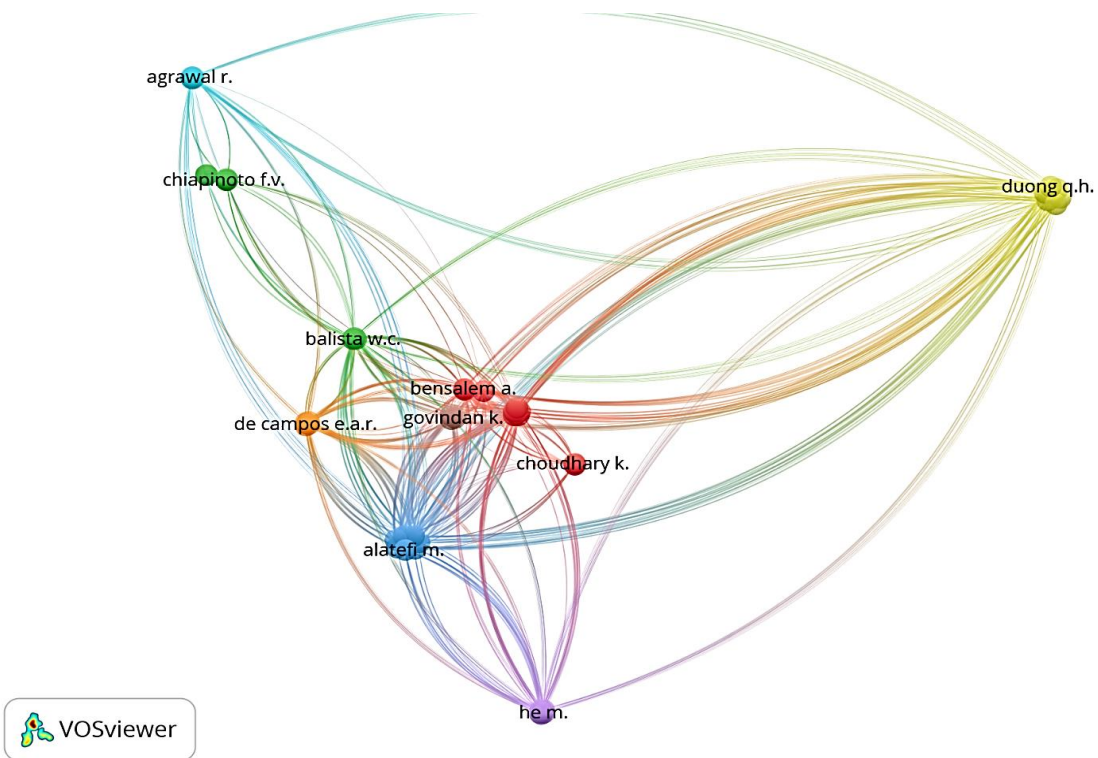 agrawal r.
chiapinoto f.v.
duong q.h.
balista w.c.
bensalem a.
govindan k.
de campos e.a.r.
choudhary k.
alatefi m.
he m.
VOSviewer